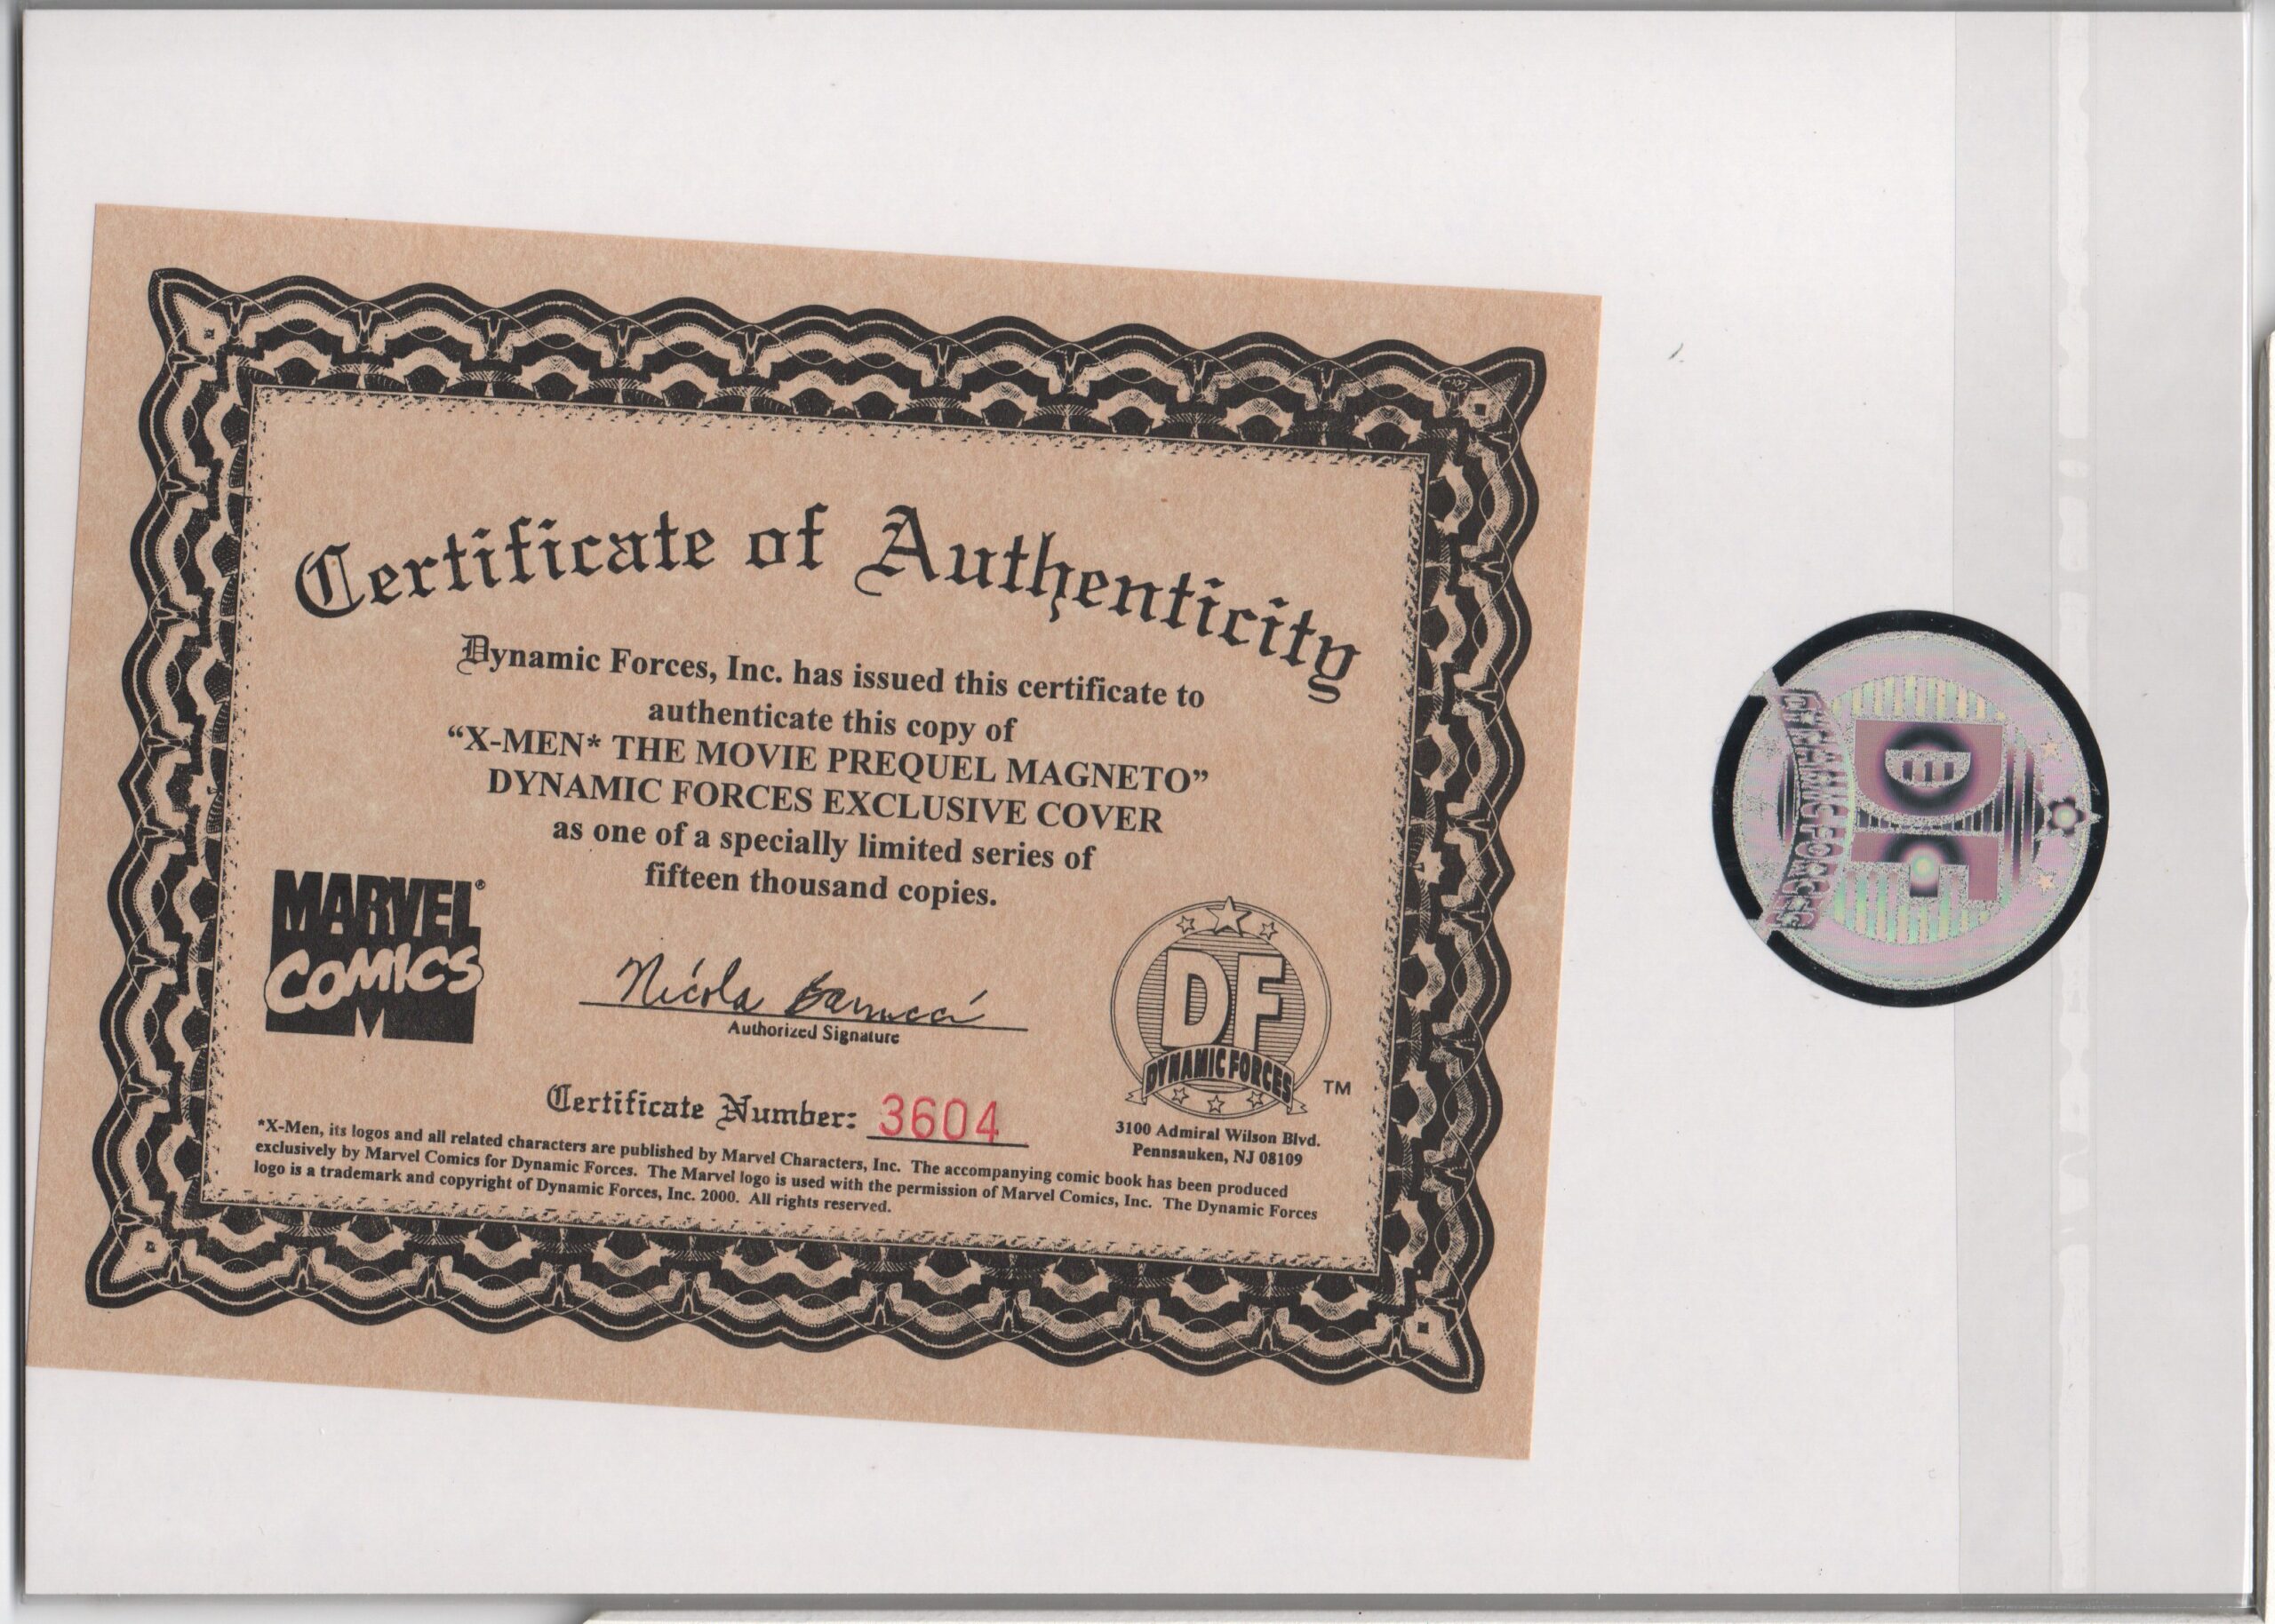 Certificate of Authenticity
Dynamic Forces, Inc. has issued this certificate to
authenticate this copy of
“X-MEN* THE MOVIE PREQUEL MAGNETO”
DYNAMIC FORCES EXCLUSIVE COVER
as one of a specially limited series of
fifteen thousand copies.
MARVEL®
COMICS
Nicola Barrucci
Authorized Signature
DF
DYNAMIC FORCES
TM
3100 Admiral Wilson Blvd.
Pennsauken, NJ 08109
Certificate Number: 3604
*X-Men, its logos and all related characters are published by Marvel Characters, Inc. The accompanying comic book has been produced
exclusively by Marvel Comics for Dynamic Forces. The Marvel logo is used with the permission of Marvel Comics, Inc. The Dynamic Forces
logo is a trademark and copyright of Dynamic Forces, Inc. 2000. All rights reserved.
DF
DYNAMIC FORCES